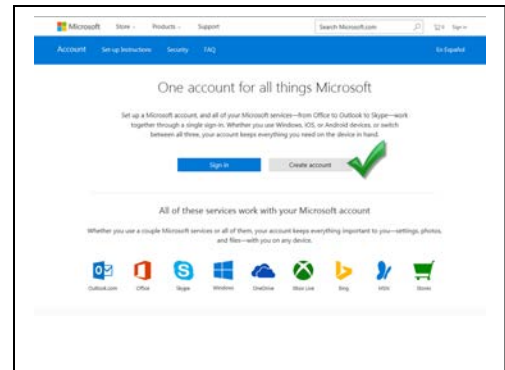 Microsoft Store Products Support Search Microsoft.com Sign in
Account Set-up Instructions Security FAQ En Español
One account for all things Microsoft
Set up a Microsoft account, and all of your Microsoft services—from Office to Outlook to Skype—work
together through a single sign-in. Whether you use Windows, iOS, or Android devices, or switch
between all three, your account keeps everything you need on the device in hand.
Sign in Create account
All of these services work with your Microsoft account
Whether you use a couple Microsoft services or all of them, your account keeps everything important to you—settings, photos,
and files—with you on any device.
Outlook.com Office Skype Windows OneDrive Xbox Live Bing MSN Stores